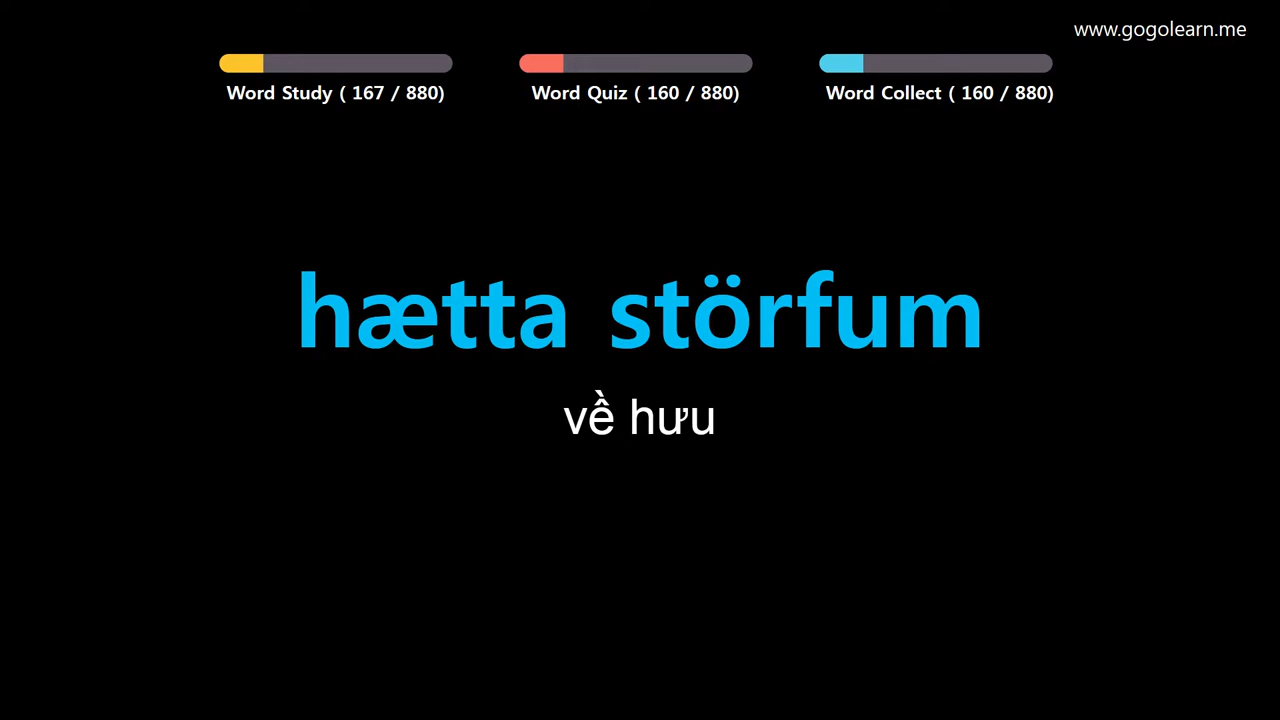 www.gogolearn.me
Word Study ( 167 / 880)
Word Quiz ( 160 / 880)
Word Collect ( 160 / 880)
hætta störfum
về hưu